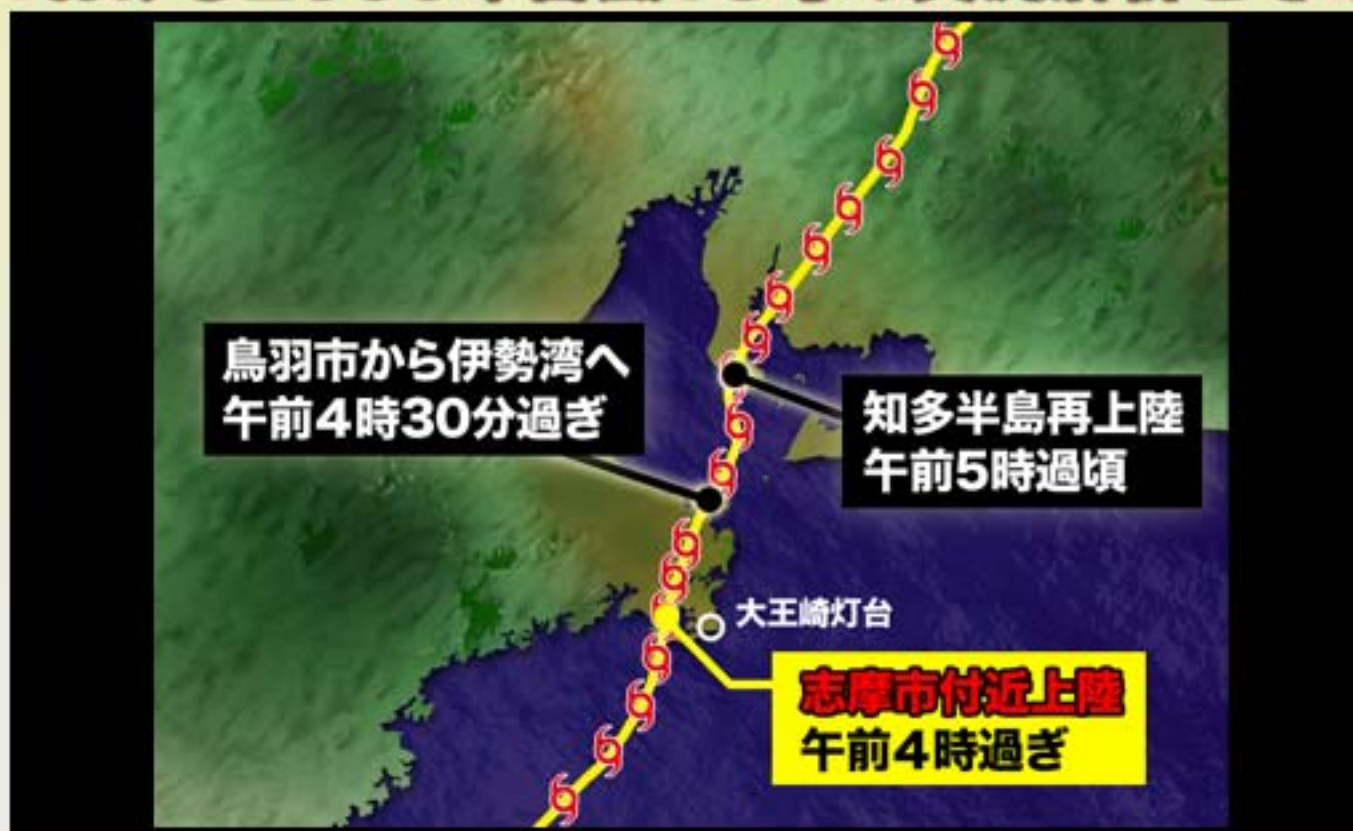 鳥羽市から伊勢湾へ
午前4時30分過ぎ
知多半島再上陸
午前5時過頃
大王崎灯台
志摩市付近上陸
午前4時過ぎ